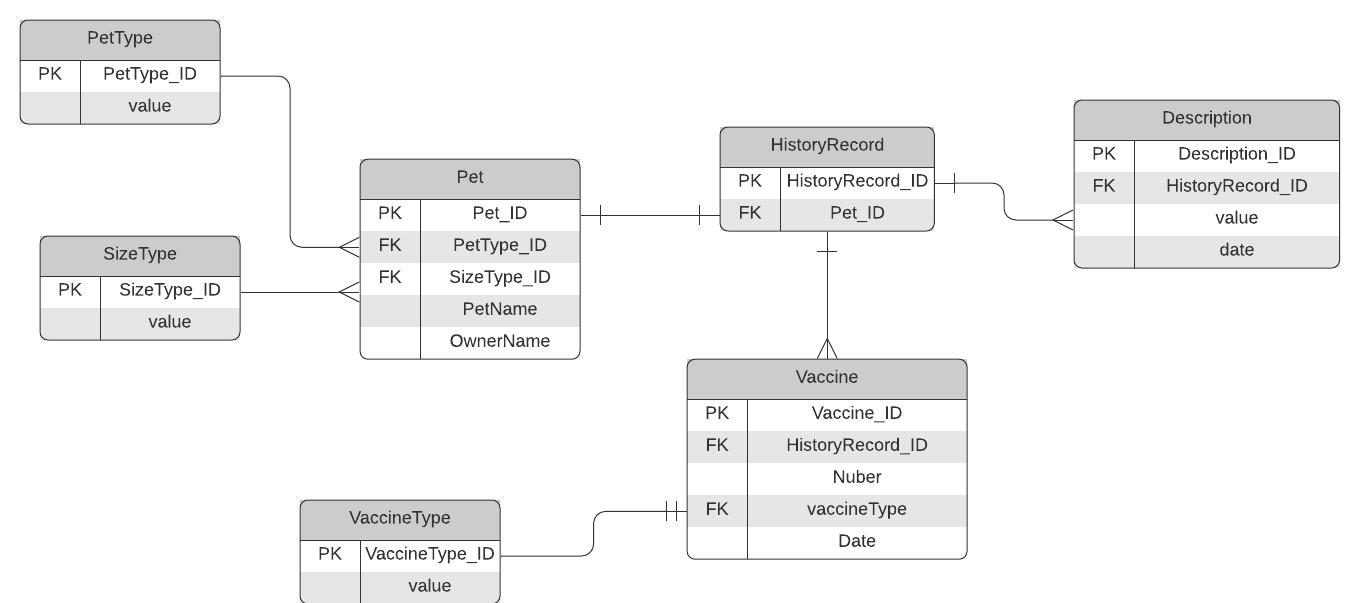 PetType
PK PetType_ID
value
SizeType
PK SizeType_ID
value
Pet
PK Pet_ID
FK PetType_ID
FK SizeType_ID
PetName
OwnerName
HistoryRecord
PK HistoryRecord_ID
FK Pet_ID
Description
PK Description_ID
FK HistoryRecord_ID
value
date
Vaccine
PK Vaccine_ID
FK HistoryRecord_ID
Nuber
FK vaccineType
Date
VaccineType
PK VaccineType_ID
value